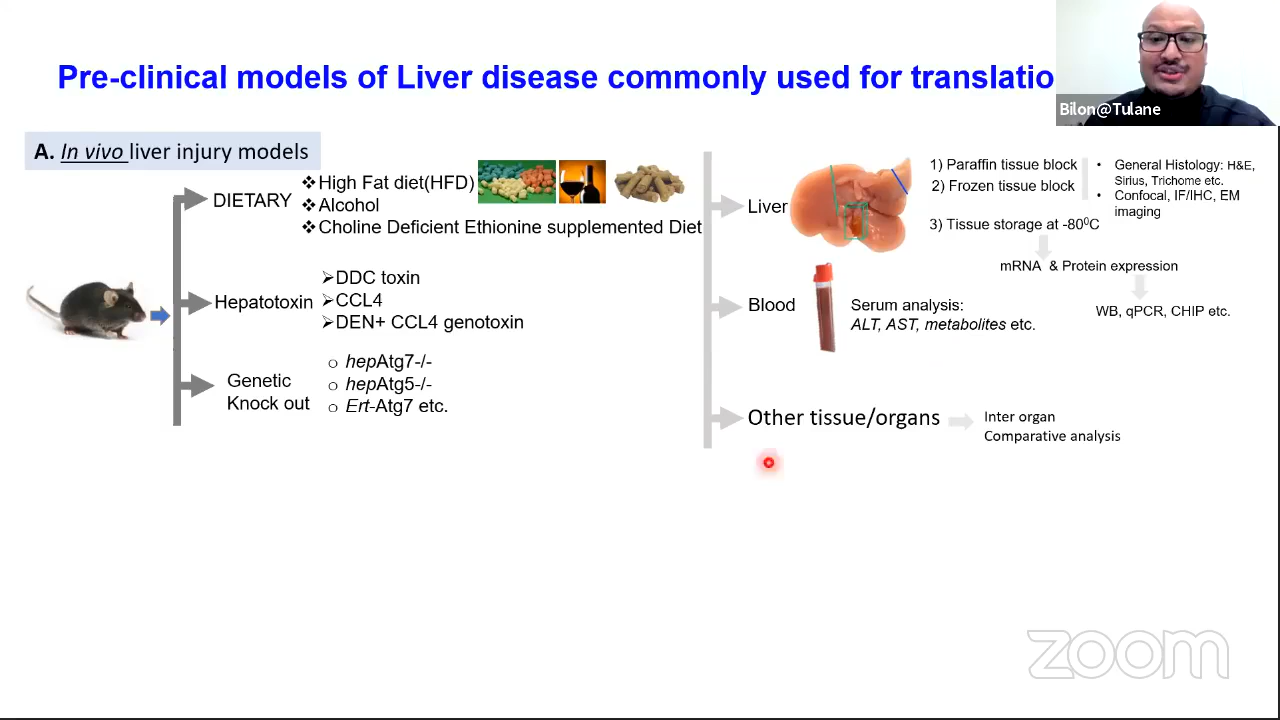 Pre-clinical models of Liver disease commonly used for translatio
Bilon@Tulane
A. In vivo liver injury models
DIETARY
❖High Fat diet(HFD)
❖Alcohol
❖Choline Deficient Ethionine supplemented Diet
Hepatotoxin
➢DDC toxin
➢CCL4
➢DEN+ CCL4 genotoxin
Genetic
Knock out
o hepAtg7-/-
o hepAtg5-/-
o Ert-Atg7 etc.
Liver
1) Paraffin tissue block
2) Frozen tissue block
3) Tissue storage at -80⁰C
• General Histology: H&E,
Sirius, Trichome etc.
• Confocal, IF/IHC, EM
imaging
mRNA & Protein expression
WB, qPCR, CHIP etc.
Blood
Serum analysis:
ALT, AST, metabolites etc.
Other tissue/organs
Inter organ
Comparative analysis
zoom